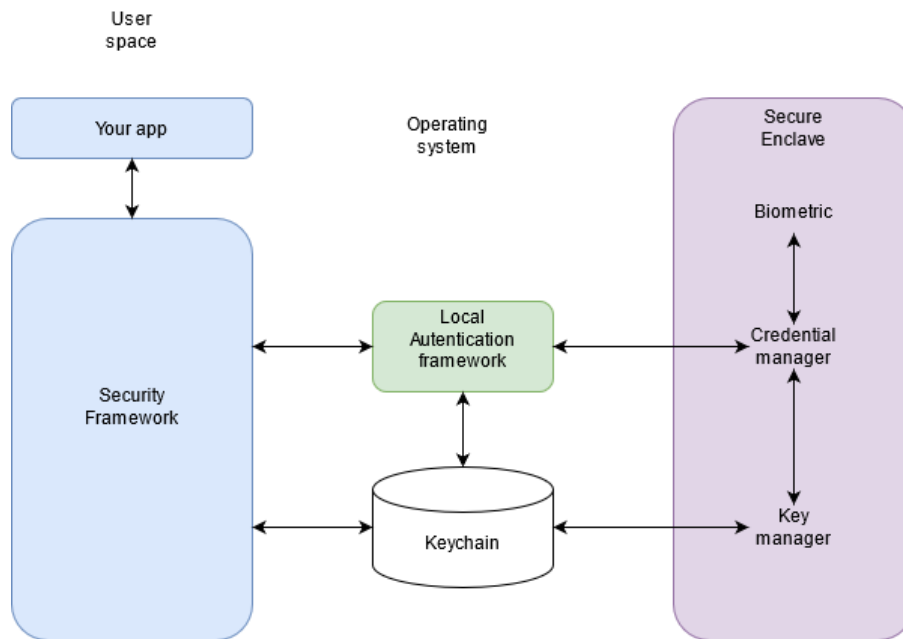 User
space
Your app
Operating
system
Secure
Enclave
Biometric
Local
Autentication
framework
Credential
manager
Security
Framework
Keychain
Key
manager